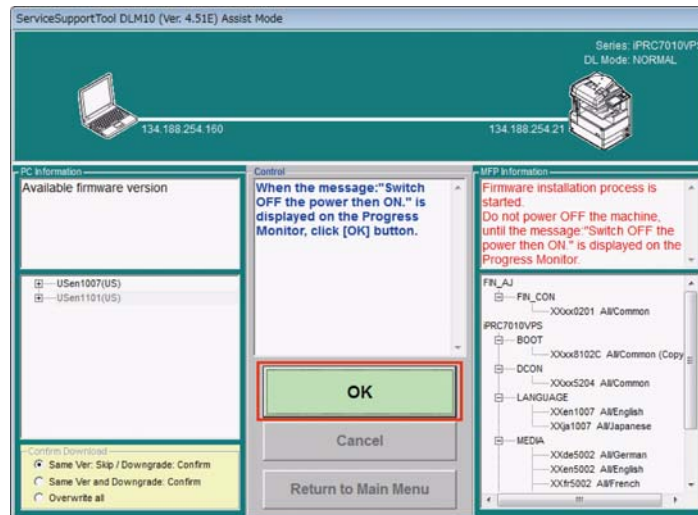 ServiceSupportTool DLM10 (Ver. 4.51E) Assist Mode
Series: iPRC7010VPS
DL Mode: NORMAL
134.188.254.160
134.188.254.21
PC Information
Available firmware version
USen1007(US)
USen1101(US)
Confirm Download
Same Ver: Skip / Downgrade: Confirm
Same Ver and Downgrade: Confirm
Overwrite all
Control
When the message:"Switch
OFF the power then ON." is
displayed on the Progress
Monitor, click [OK] button.
OK
Cancel
Return to Main Menu
MFP Information
Firmware installation process is
started.
Do not power OFF the machine,
until the message:"Switch OFF the
power then ON." is displayed on the
Progress Monitor.
FIN_AJ
FIN_CON
XXxx0201 All/Common
iPRC7010VPS
BOOT
XXxx8102C All/Common (Copy
DCON
XXxx5204 All/Common
LANGUAGE
XXen1007 All/English
XXja1007 All/Japanese
MEDIA
XXde5002 All/German
XXen5002 All/English
XXfr5002 All/French